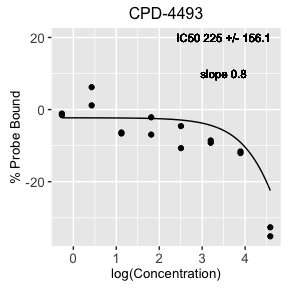 CPD-4493
IC50 225 +/- 156.1
slope 0.8
20
0
-20
% Probe Bound
0 1 2 3 4
log(Concentration)